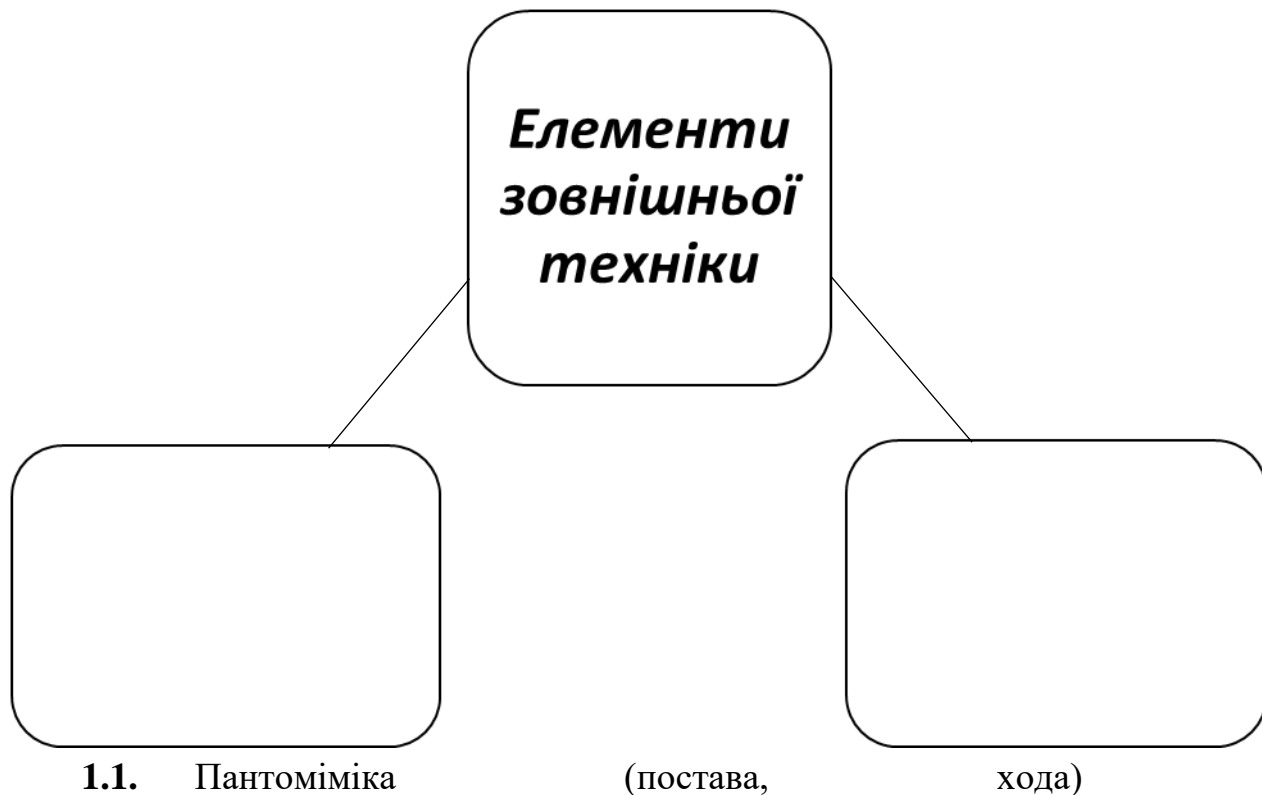 Елементи
зовнішньої
техніки
1.1. Пантоміміка (постава, хода)